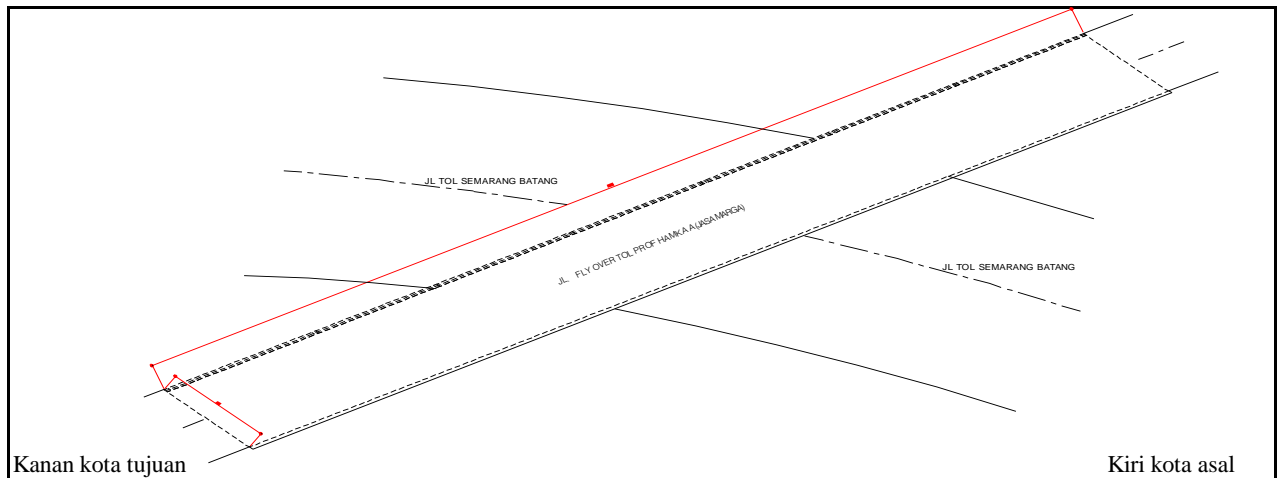 JL TOL SEMARANG BATANG
JL. FLY OVER TOL PROF HAMKA A (JASA MARGA)
JL TOL SEMARANG BATANG
Kanan kota tujuan
Kiri kota asal